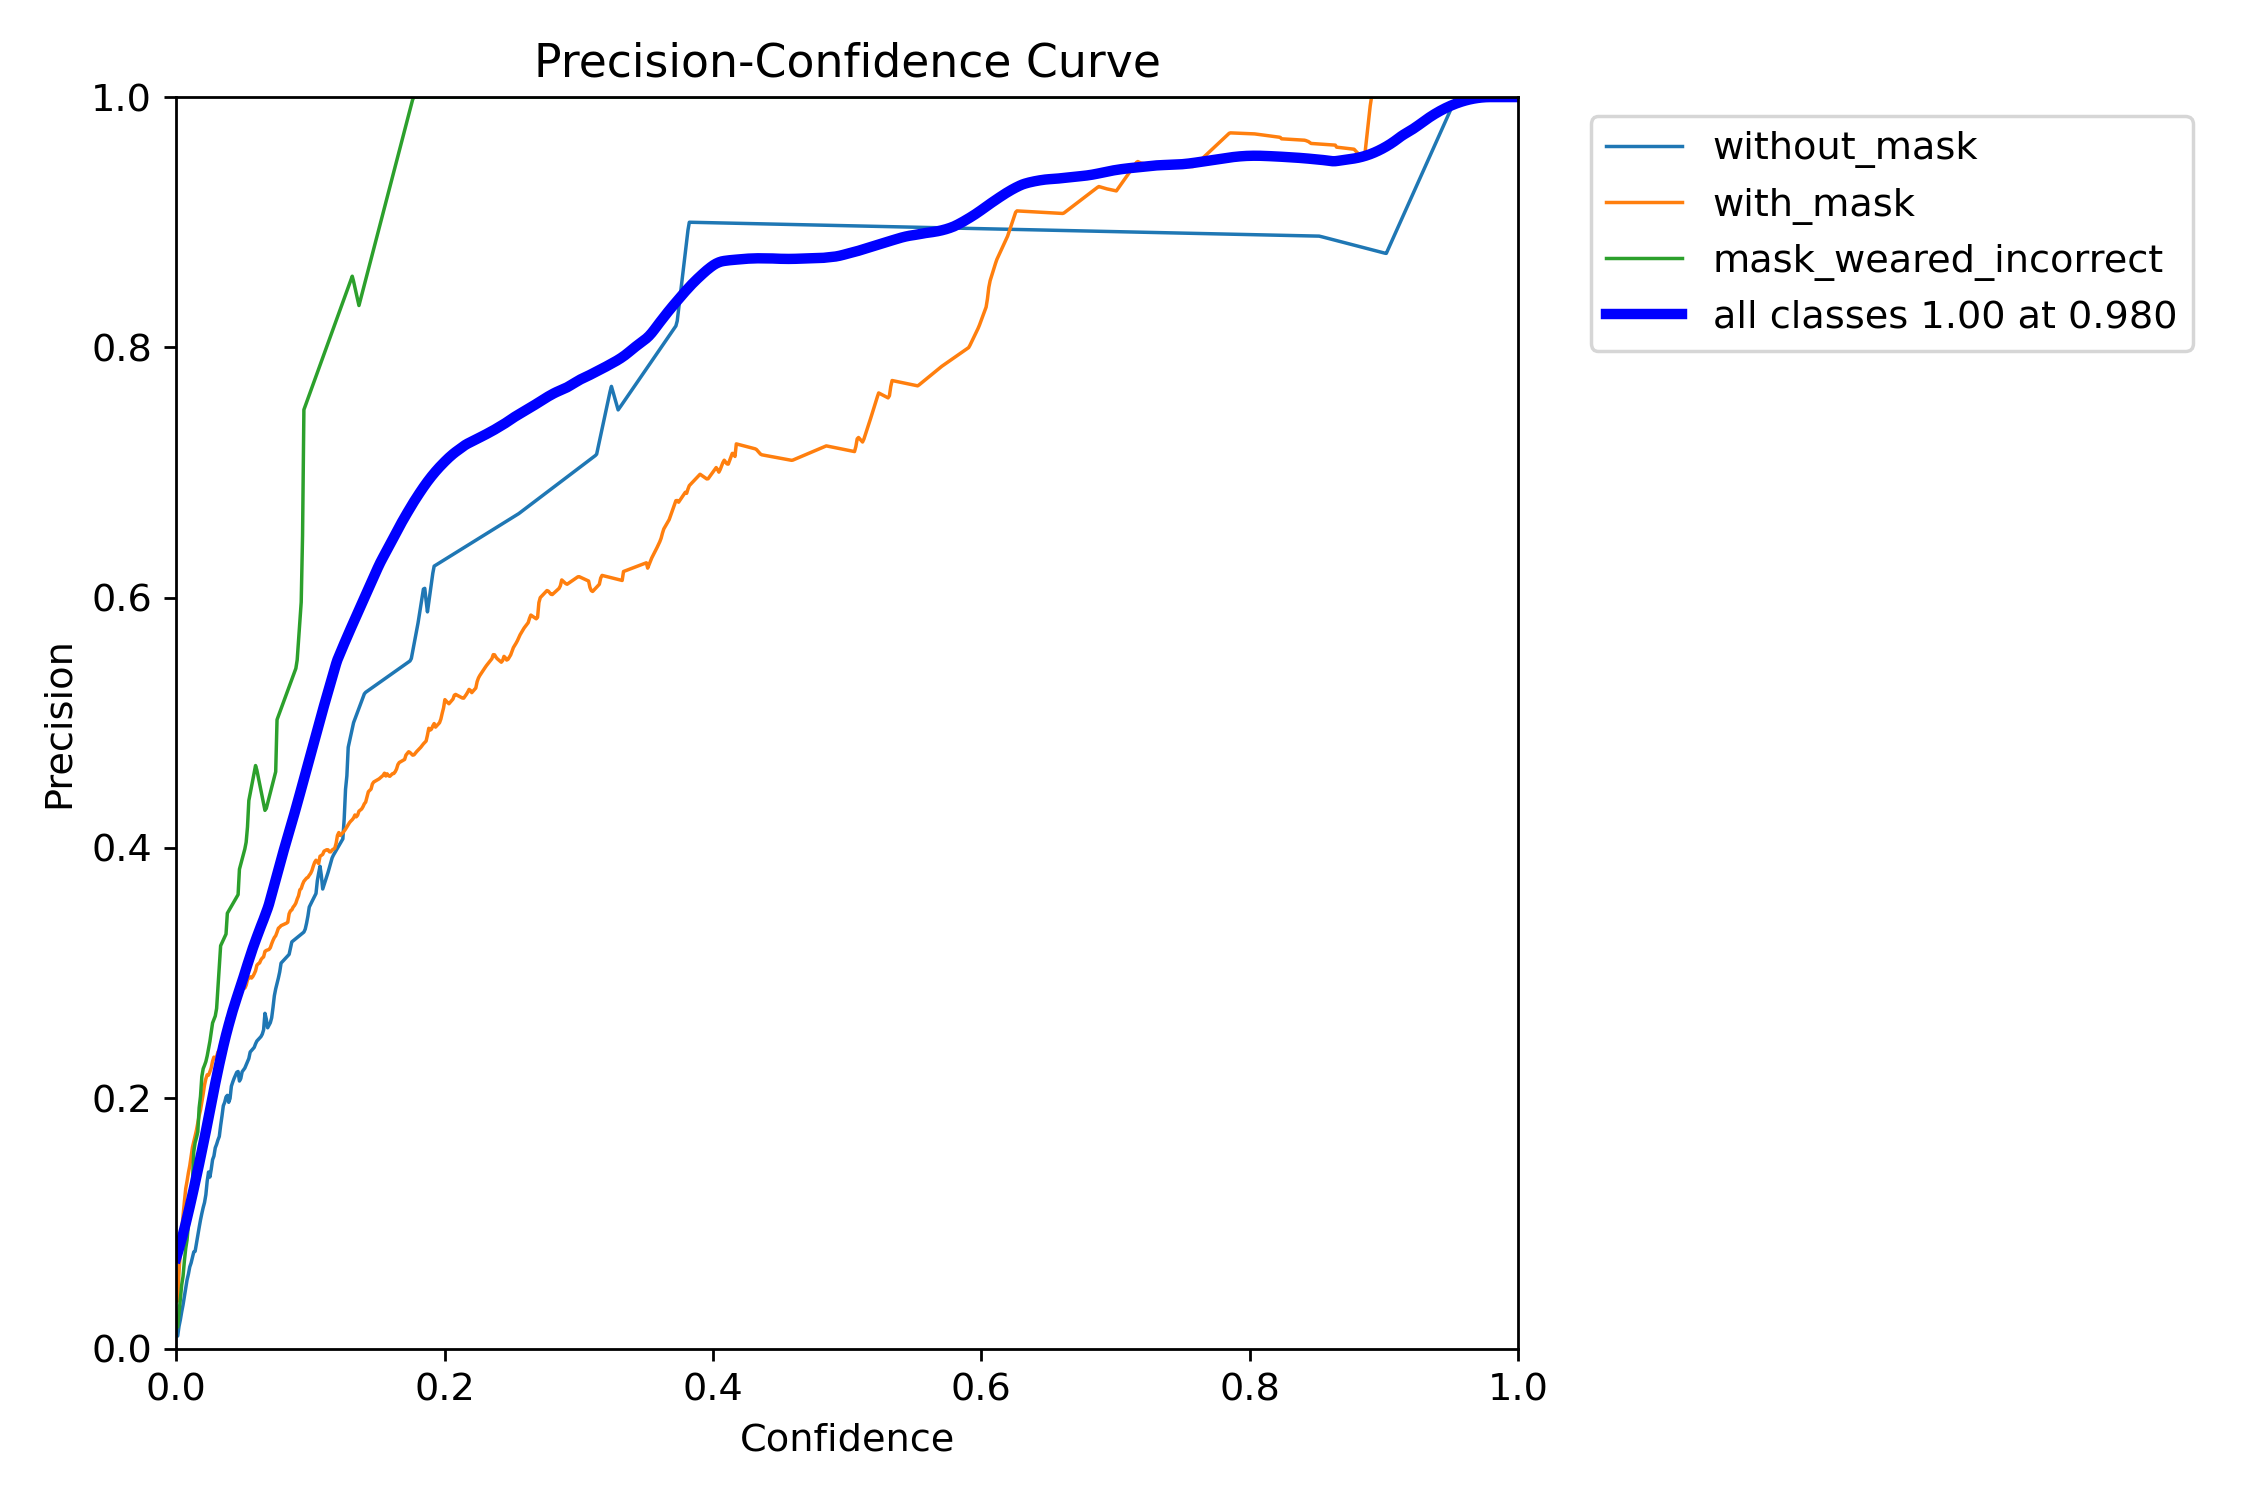 Precision-Confidence Curve
1.0
0.8
0.6
0.4
0.2
0.0
Precision
0.0 0.2 0.4 0.6 0.8 1.0
Confidence
without_mask
with_mask
mask_weared_incorrect
all classes 1.00 at 0.980